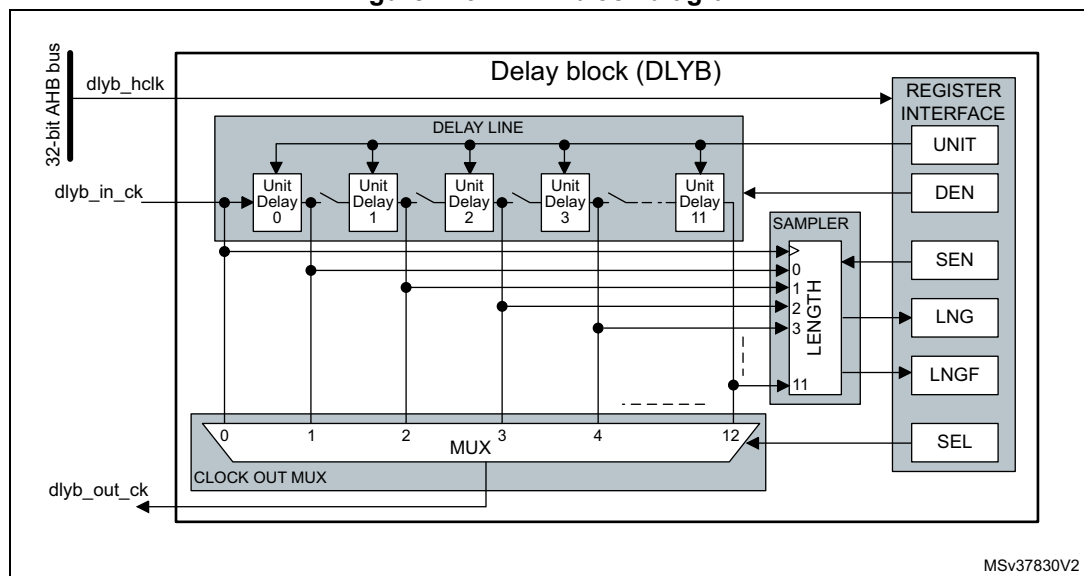 Delay block (DLYB)
32-bit AHB bus
dlyb_hclk
REGISTER
INTERFACE
DELAY LINE
UNIT
dlyb_in_ck
Unit
Delay
0
Unit
Delay
1
Unit
Delay
2
Unit
Delay
3
Unit
Delay
11
DEN
SAMPLER
SEN
0
1
2
3
11
LENGTH
LNG
LNGF
0
1
2
3
4
12
MUX
SEL
CLOCK OUT MUX
dlyb_out_ck
MSv37830V2